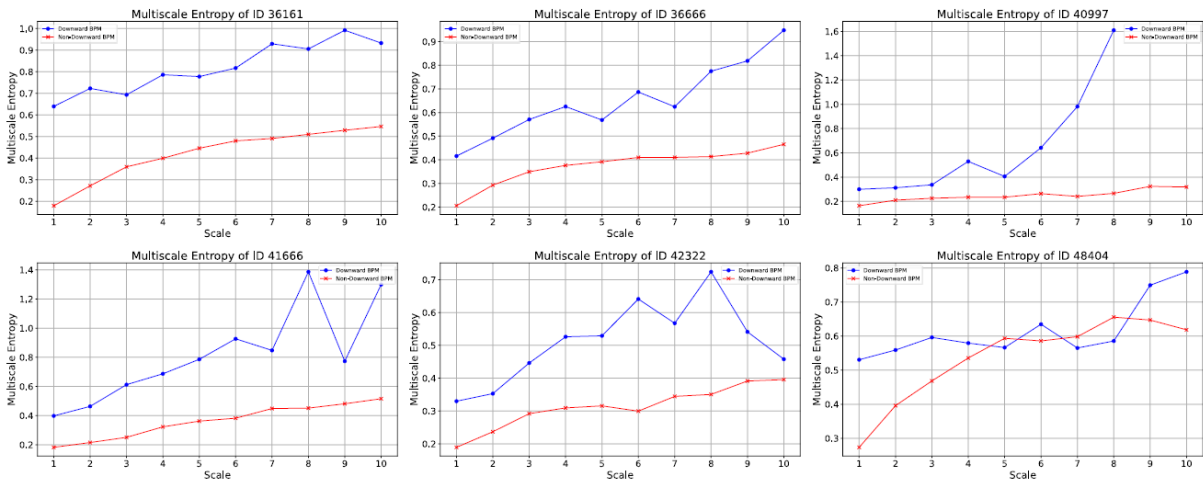 Multiscale Entropy of ID 36161
Downward BPM
Non-Downward BPM
Multiscale Entropy
1.0
0.9
0.8
0.7
0.6
0.5
0.4
0.3
0.2
1 2 3 4 5 6 7 8 9 10
Scale
Multiscale Entropy of ID 36666
Downward BPM
Non-Downward BPM
Multiscale Entropy
0.9
0.8
0.7
0.6
0.5
0.4
0.3
0.2
1 2 3 4 5 6 7 8 9 10
Scale
Multiscale Entropy of ID 40997
Downward BPM
Non-Downward BPM
Multiscale Entropy
1.6
1.4
1.2
1.0
0.8
0.6
0.4
0.2
1 2 3 4 5 6 7 8 9 10
Scale
Multiscale Entropy of ID 41666
Downward BPM
Non-Downward BPM
Multiscale Entropy
1.4
1.2
1.0
0.8
0.6
0.4
0.2
1 2 3 4 5 6 7 8 9 10
Scale
Multiscale Entropy of ID 42322
Downward BPM
Non-Downward BPM
Multiscale Entropy
0.7
0.6
0.5
0.4
0.3
0.2
1 2 3 4 5 6 7 8 9 10
Scale
Multiscale Entropy of ID 48404
Downward BPM
Non-Downward BPM
Multiscale Entropy
0.8
0.7
0.6
0.5
0.4
0.3
1 2 3 4 5 6 7 8 9 10
Scale